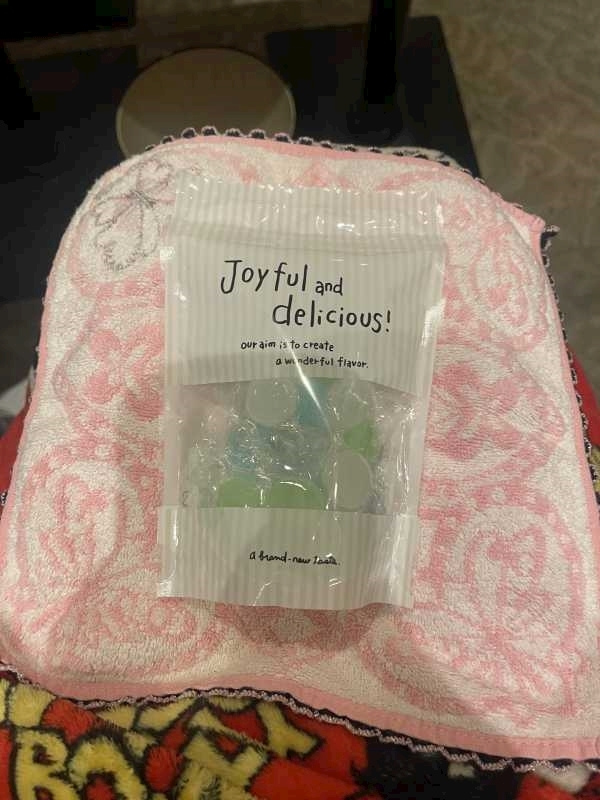 Joyful and
delicious!
our aim is to create
a wonderful flavor.
a brand-new taste.